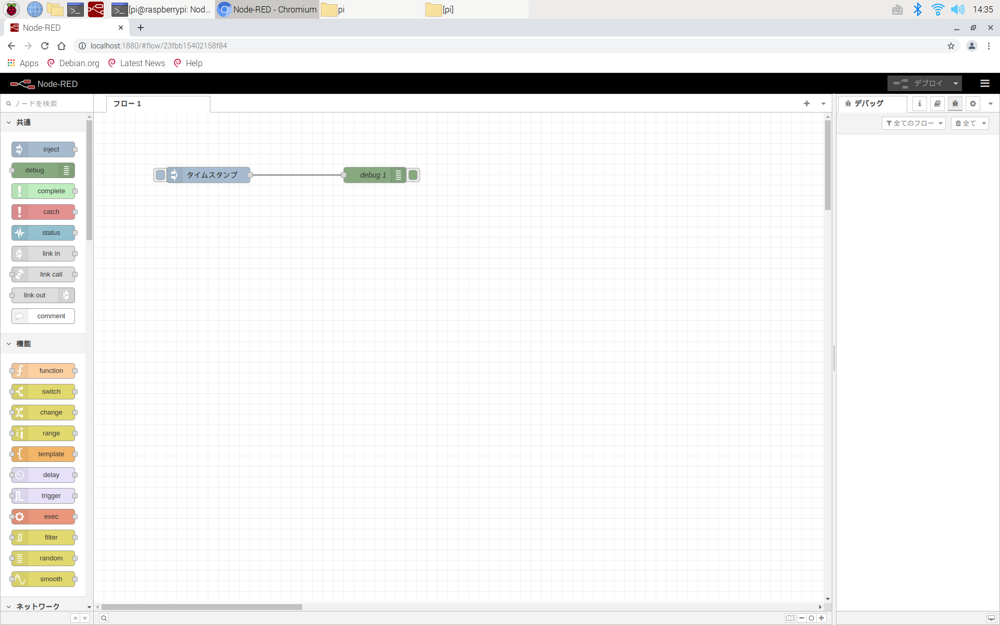 [pi@raspberrypi: Nod...
Node-RED - Chromium
pi
[pi]
14:35
Node-RED
localhost:1880/#flow/23fbb15402158f84
Apps
Debian.org
Latest News
Help
Node-RED
デプロイ
ノードを検索
フロー 1
デバッグ
全てのフロー
全て
共通
inject
debug
complete
catch
status
link in
link call
link out
comment
機能
function
switch
change
range
template
delay
trigger
exec
filter
random
smooth
ネットワーク
タイムスタンプ
debug 1